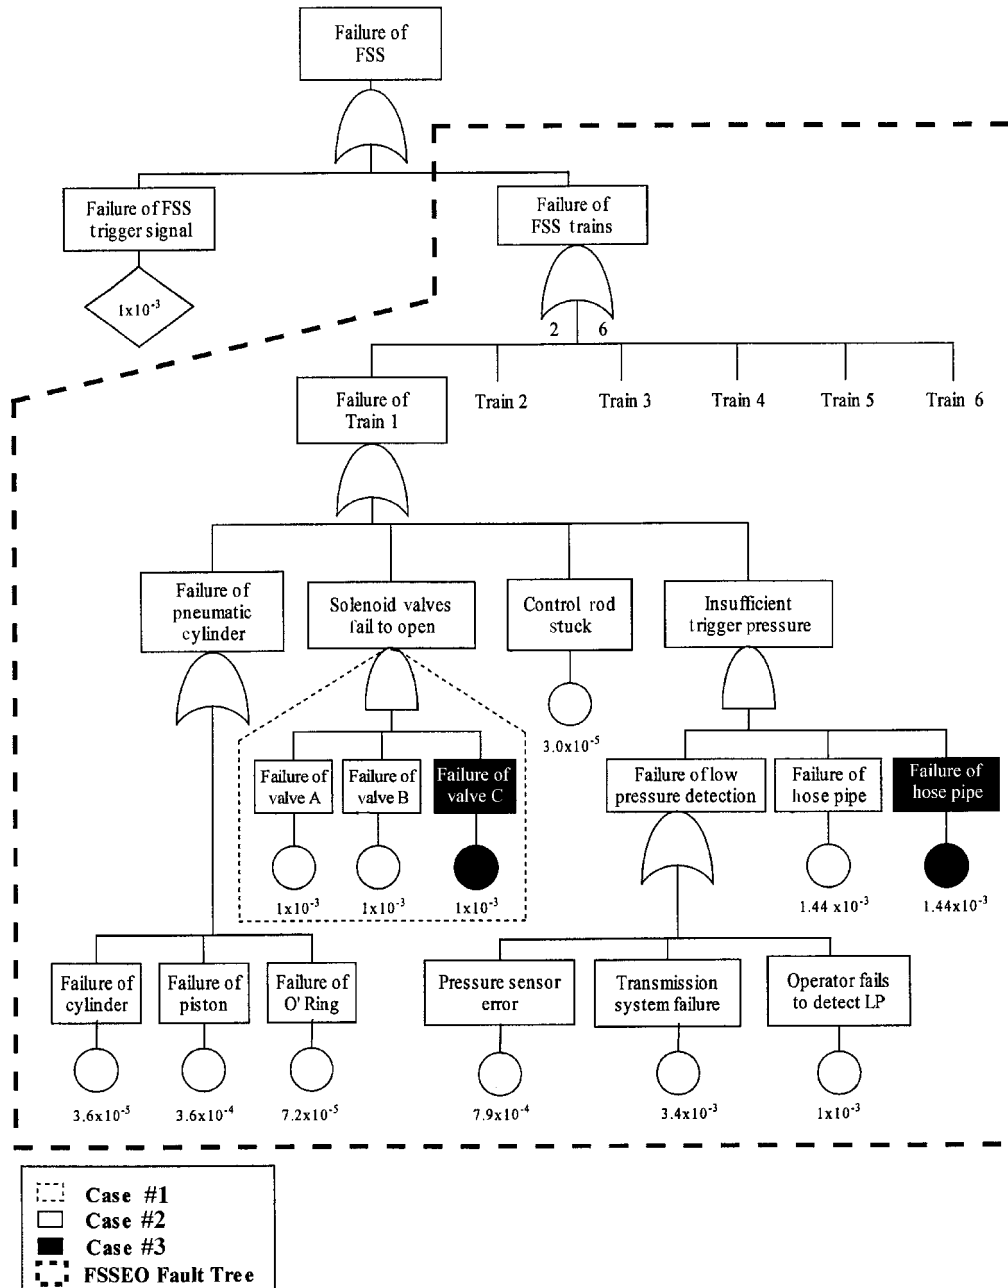 Failure of
FSS
Failure of FSS
trigger signal
Failure of
FSS trains
1x10⁻³
2 6
Failure of
Train 1
Train 2
Train 3
Train 4
Train 5
Train 6
Failure of
pneumatic
cylinder
Solenoid valves
fail to open
Control rod
stuck
Insufficient
trigger pressure
3.0x10⁻⁵
Failure of
valve A
Failure of
valve B
Failure of
valve C
Failure of low
pressure detection
Failure of
hose pipe
Failure of
hose pipe
1x10⁻³
1x10⁻³
1x10⁻³
1.44 x10⁻³
1.44x10⁻³
Failure of
cylinder
Failure of
piston
Failure of
O' Ring
Pressure sensor
error
Transmission
system failure
Operator fails
to detect LP
3.6x10⁻⁵
3.6x10⁻⁴
7.2x10⁻⁵
7.9x10⁻⁴
3.4x10⁻³
1x10⁻³
Case #1
Case #2
Case #3
FSSEO Fault Tree